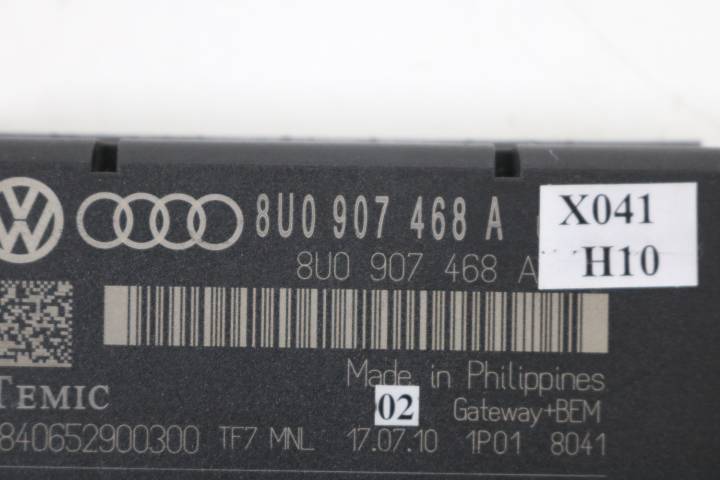 8U0 907 468 A
X041
H10
8U0 907 468 A
Made in Philippines
TEMIC
02
Gateway+BEM
840652900300 TF7 MNL 17.07.10 1P01 8041